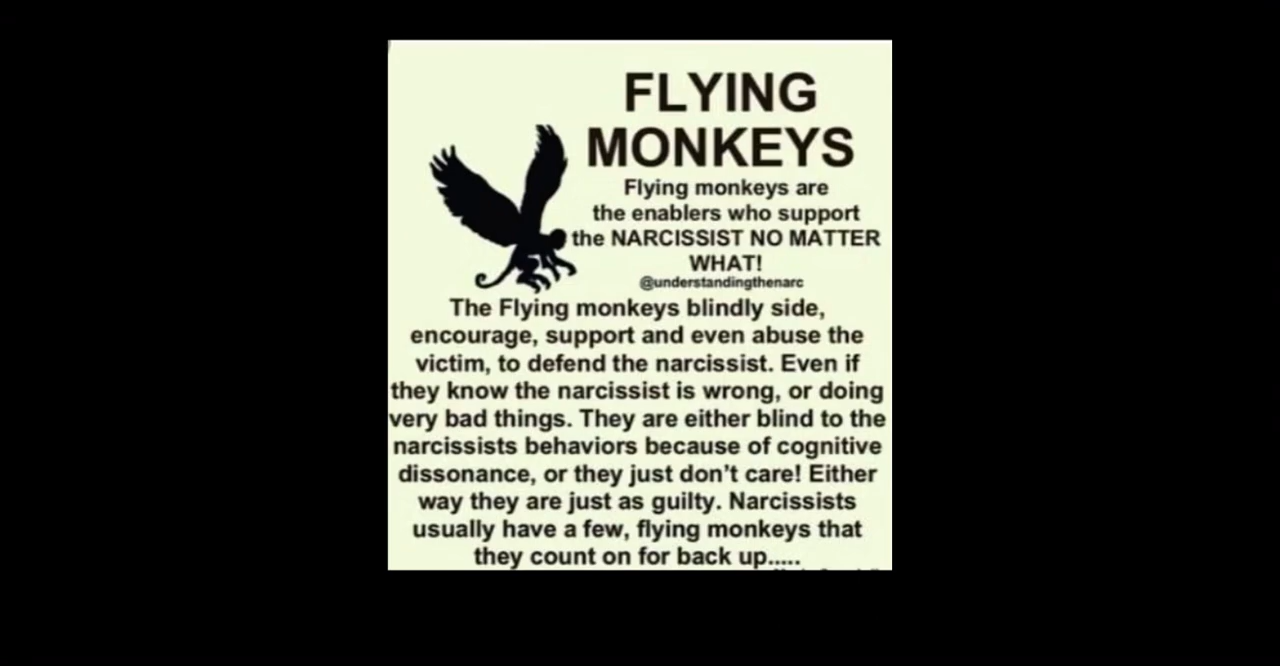 FLYING
MONKEYS
Flying monkeys are
the enablers who support
the NARCISSIST NO MATTER
WHAT!
@understandingthenarc
The Flying monkeys blindly side,
encourage, support and even abuse the
victim, to defend the narcissist. Even if
they know the narcissist is wrong, or doing
very bad things. They are either blind to the
narcissists behaviors because of cognitive
dissonance, or they just don't care! Either
way they are just as guilty. Narcissists
usually have a few, flying monkeys that
they count on for back up.....